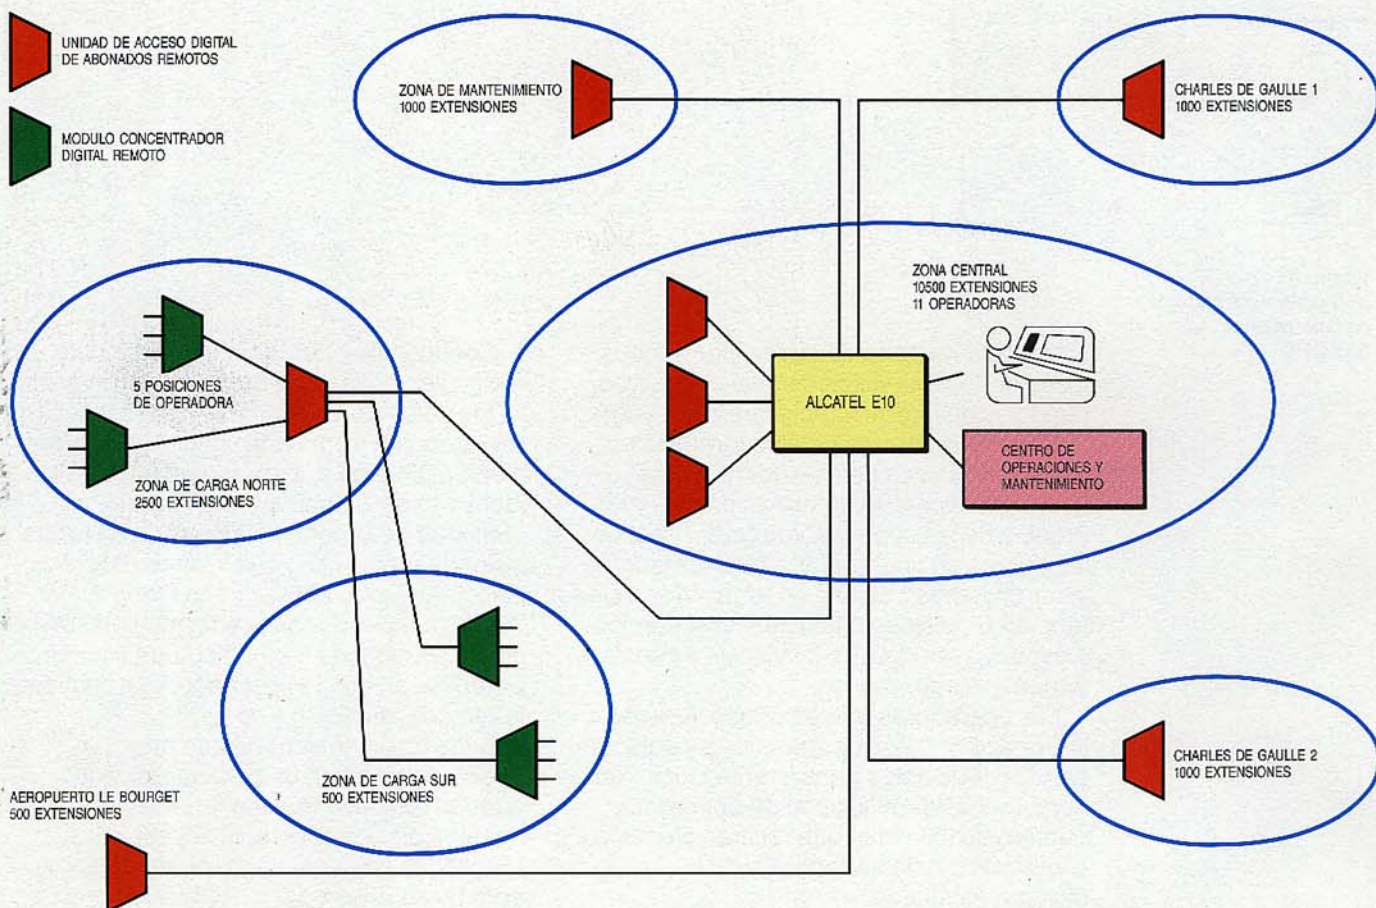 UNIDAD DE ACCESO DIGITAL
DE ABONADOS REMOTOS
MODULO CONCENTRADOR
DIGITAL REMOTO
ZONA DE MANTENIMIENTO
1000 EXTENSIONES
CHARLES DE GAULLE 1
1000 EXTENSIONES
ZONA CENTRAL
10500 EXTENSIONES
11 OPERADORAS
5 POSICIONES
DE OPERADORA
ALCATEL E10
CENTRO DE
OPERACIONES Y
MANTENIMIENTO
ZONA DE CARGA NORTE
2500 EXTENSIONES
ZONA DE CARGA SUR
500 EXTENSIONES
CHARLES DE GAULLE 2
1000 EXTENSIONES
AEROPUERTO LE BOURGET
500 EXTENSIONES